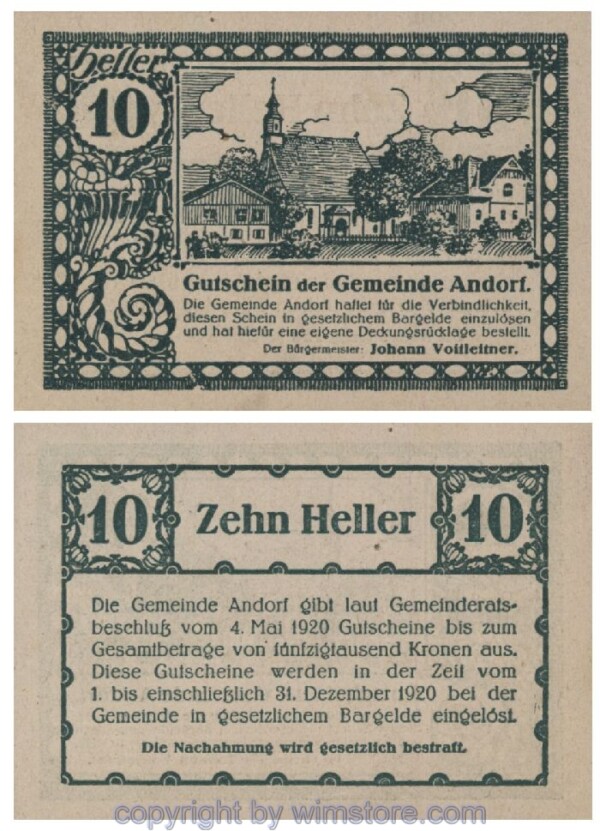 Heller
10
Gutschein der Gemeinde Andorf.
Die Gemeinde Andorf haftet für die Verbindlichkeit,
diesen Schein in gesetzlichem Bargelde einzulösen
und hat hiefür eine eigene Deckungsrücklage bestellt.
Der Bürgermeister: Johann Voitleitner.
10 Zehn Heller 10
Die Gemeinde Andorf gibt laut Gemeinderats-
beschluß vom 4. Mai 1920 Gutscheine bis zum
Gesamtbetrage von fünfzigtausend Kronen aus.
Diese Gutscheine werden in der Zeit vom
1. bis einschließlich 31. Dezember 1920 bei der
Gemeinde in gesetzlichem Bargelde eingelöst.
Die Nachahmung wird gesetzlich bestraft.
copyright by wimstore.com